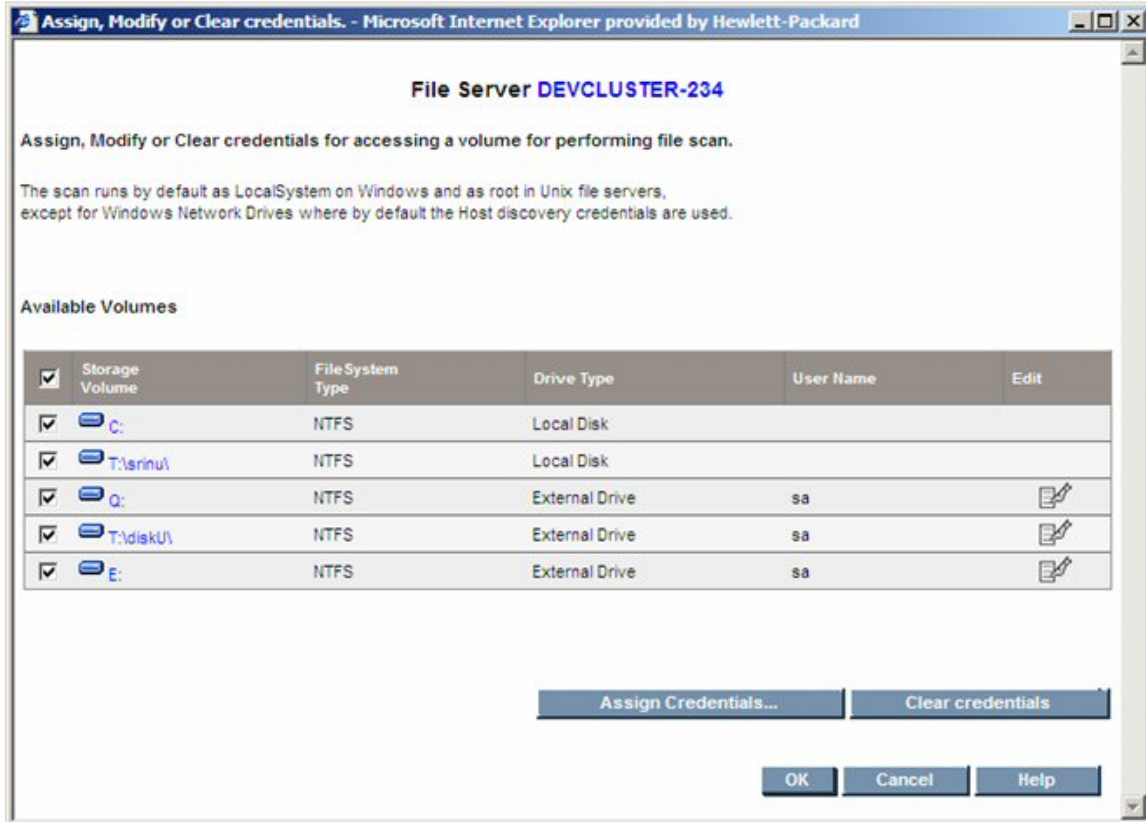 Assign, Modify or Clear credentials. - Microsoft Internet Explorer provided by Hewlett-Packard
File Server DEVCLUSTER-234
Assign, Modify or Clear credentials for accessing a volume for performing file scan.
The scan runs by default as LocalSystem on Windows and as root in Unix file servers,
except for Windows Network Drives where by default the Host discovery credentials are used.
Available Volumes
Storage Volume FileSystem Type Drive Type User Name Edit
C: NTFS Local Disk
T:\srinu\ NTFS Local Disk
Q: NTFS External Drive sa
T:\diskU\ NTFS External Drive sa
E: NTFS External Drive sa
Assign Credentials... Clear credentials
OK Cancel Help